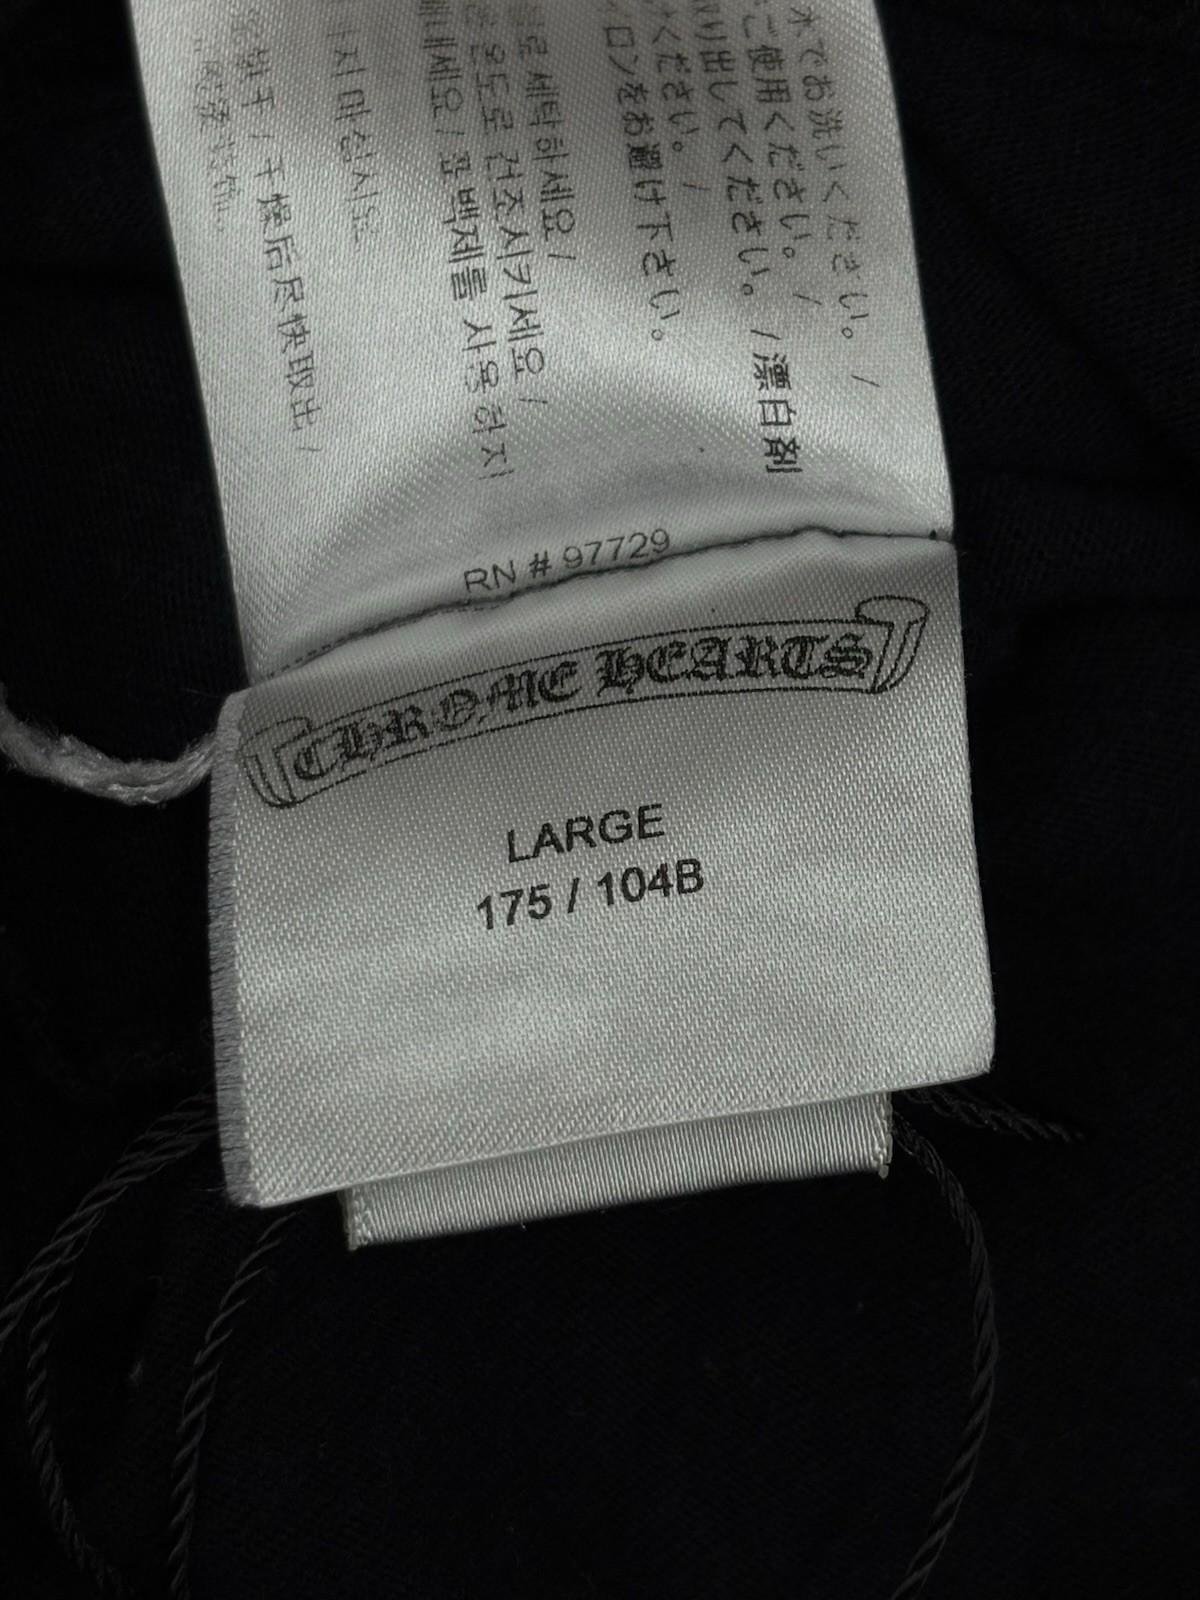 水でお洗いください。 /
ご使用ください。 /
り出してください。 / 漂白剤
ください。 /
ロンをお避け下さい。
로 세탁하세요 /
온도로 건조시키세요 /
내세요 / 표백제를 사용하지
지 마십시오
干 / 干燥后尽快取出 /
RN # 97729
CHROME HEARTS
LARGE
175 / 104B